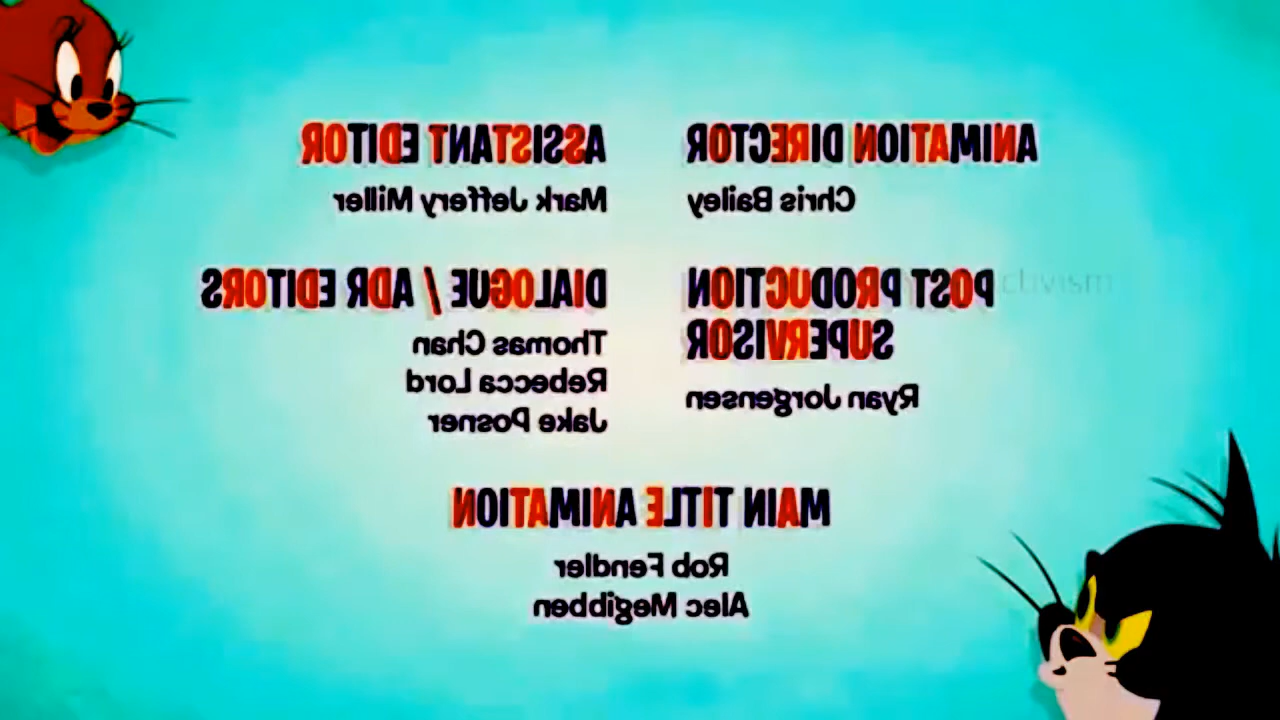 ANIMATION DIRECTOR
Chris Bailey
POST PRODUCTION
SUPERVISOR
Ryan Jorgensen
ASSISTANT EDITOR
Mark Jeffery Miller
DIALOGUE / ADR EDITORS
Thomas Chan
Rebecca Lord
Jake Posner
MAIN TITLE ANIMATION
Rob Fendler
Alec Megibben